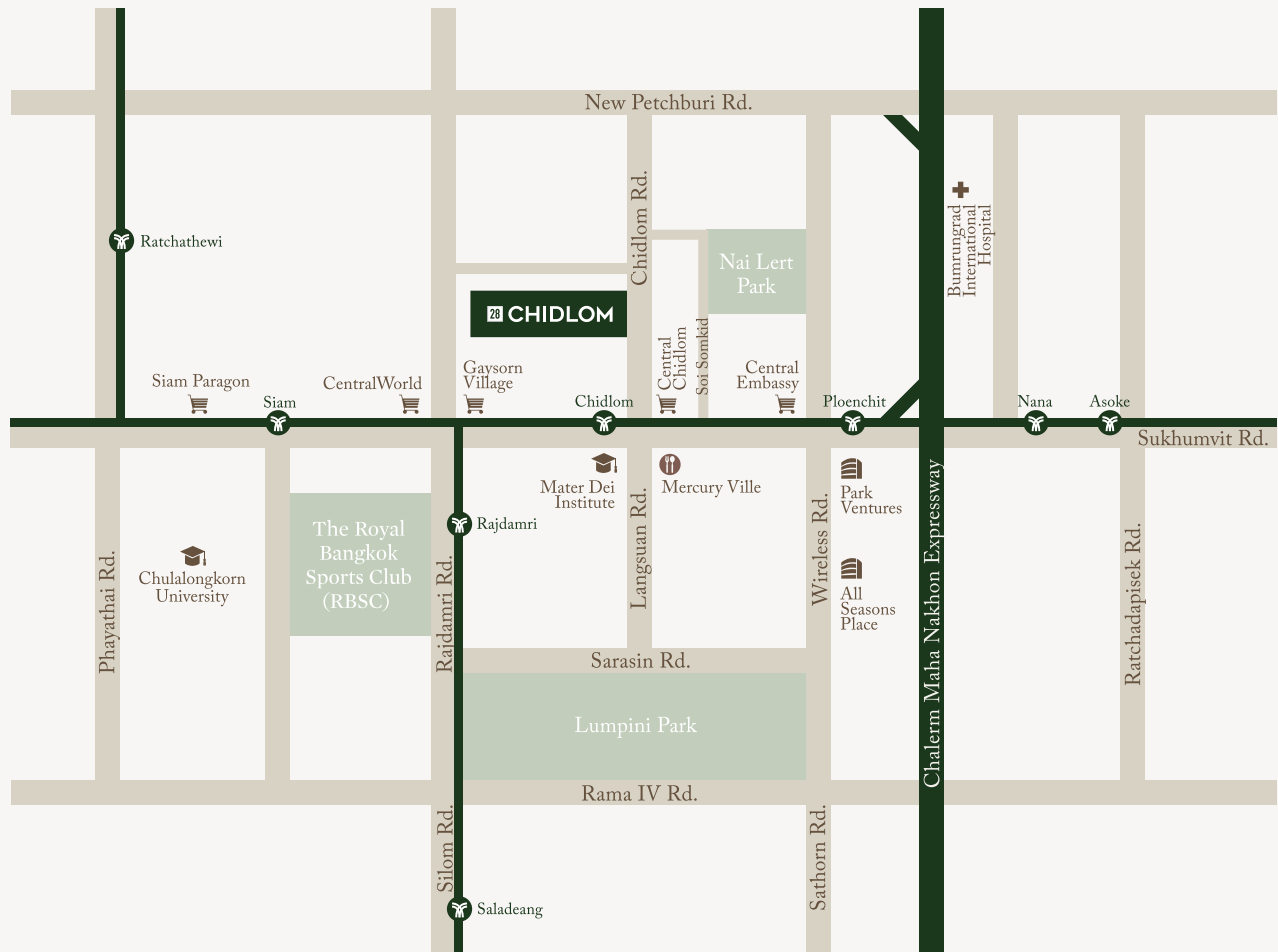 New Petchburi Rd.
Chidlom Rd.
Bumrungrad
International
Hospital
Ratchathewi
Nai Lert
Park
28 CHIDLOM
Central
Chidlom
Soi Somkid
Siam Paragon
CentralWorld
Gaysorn
Village
Central
Embassy
Siam
Chidlom
Ploenchit
Nana
Asoke
Sukhumvit Rd.
Mater Dei
Institute
Mercury Ville
Park
Ventures
The Royal
Bangkok
Sports Club
(RBSC)
Rajdamri
Chulalongkorn
University
Phayathai Rd.
Rajdamri Rd.
Langsuan Rd.
Wireless Rd.
All
Seasons
Place
Chalerm Maha Nakhon Expressway
Ratchadapisek Rd.
Sarasin Rd.
Lumpini Park
Rama IV Rd.
Silom Rd.
Sathorn Rd.
Saladeang